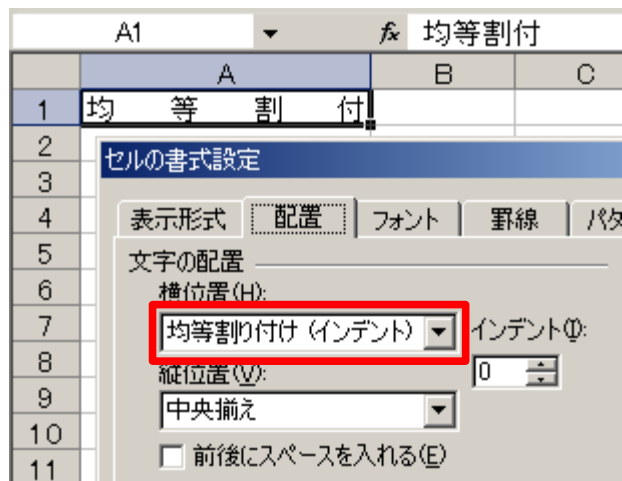 A1 fx 均等割付
A B C
1 均 等 割 付
2
セルの書式設定
3
4 表示形式 配置 フォント 罫線 パタ
5 文字の配置
6 横位置(H):
7 均等割り付け (インデント) インデント(I):
8 縦位置(V): 0
9 中央揃え
10 前後にスペースを入れる(E)
11